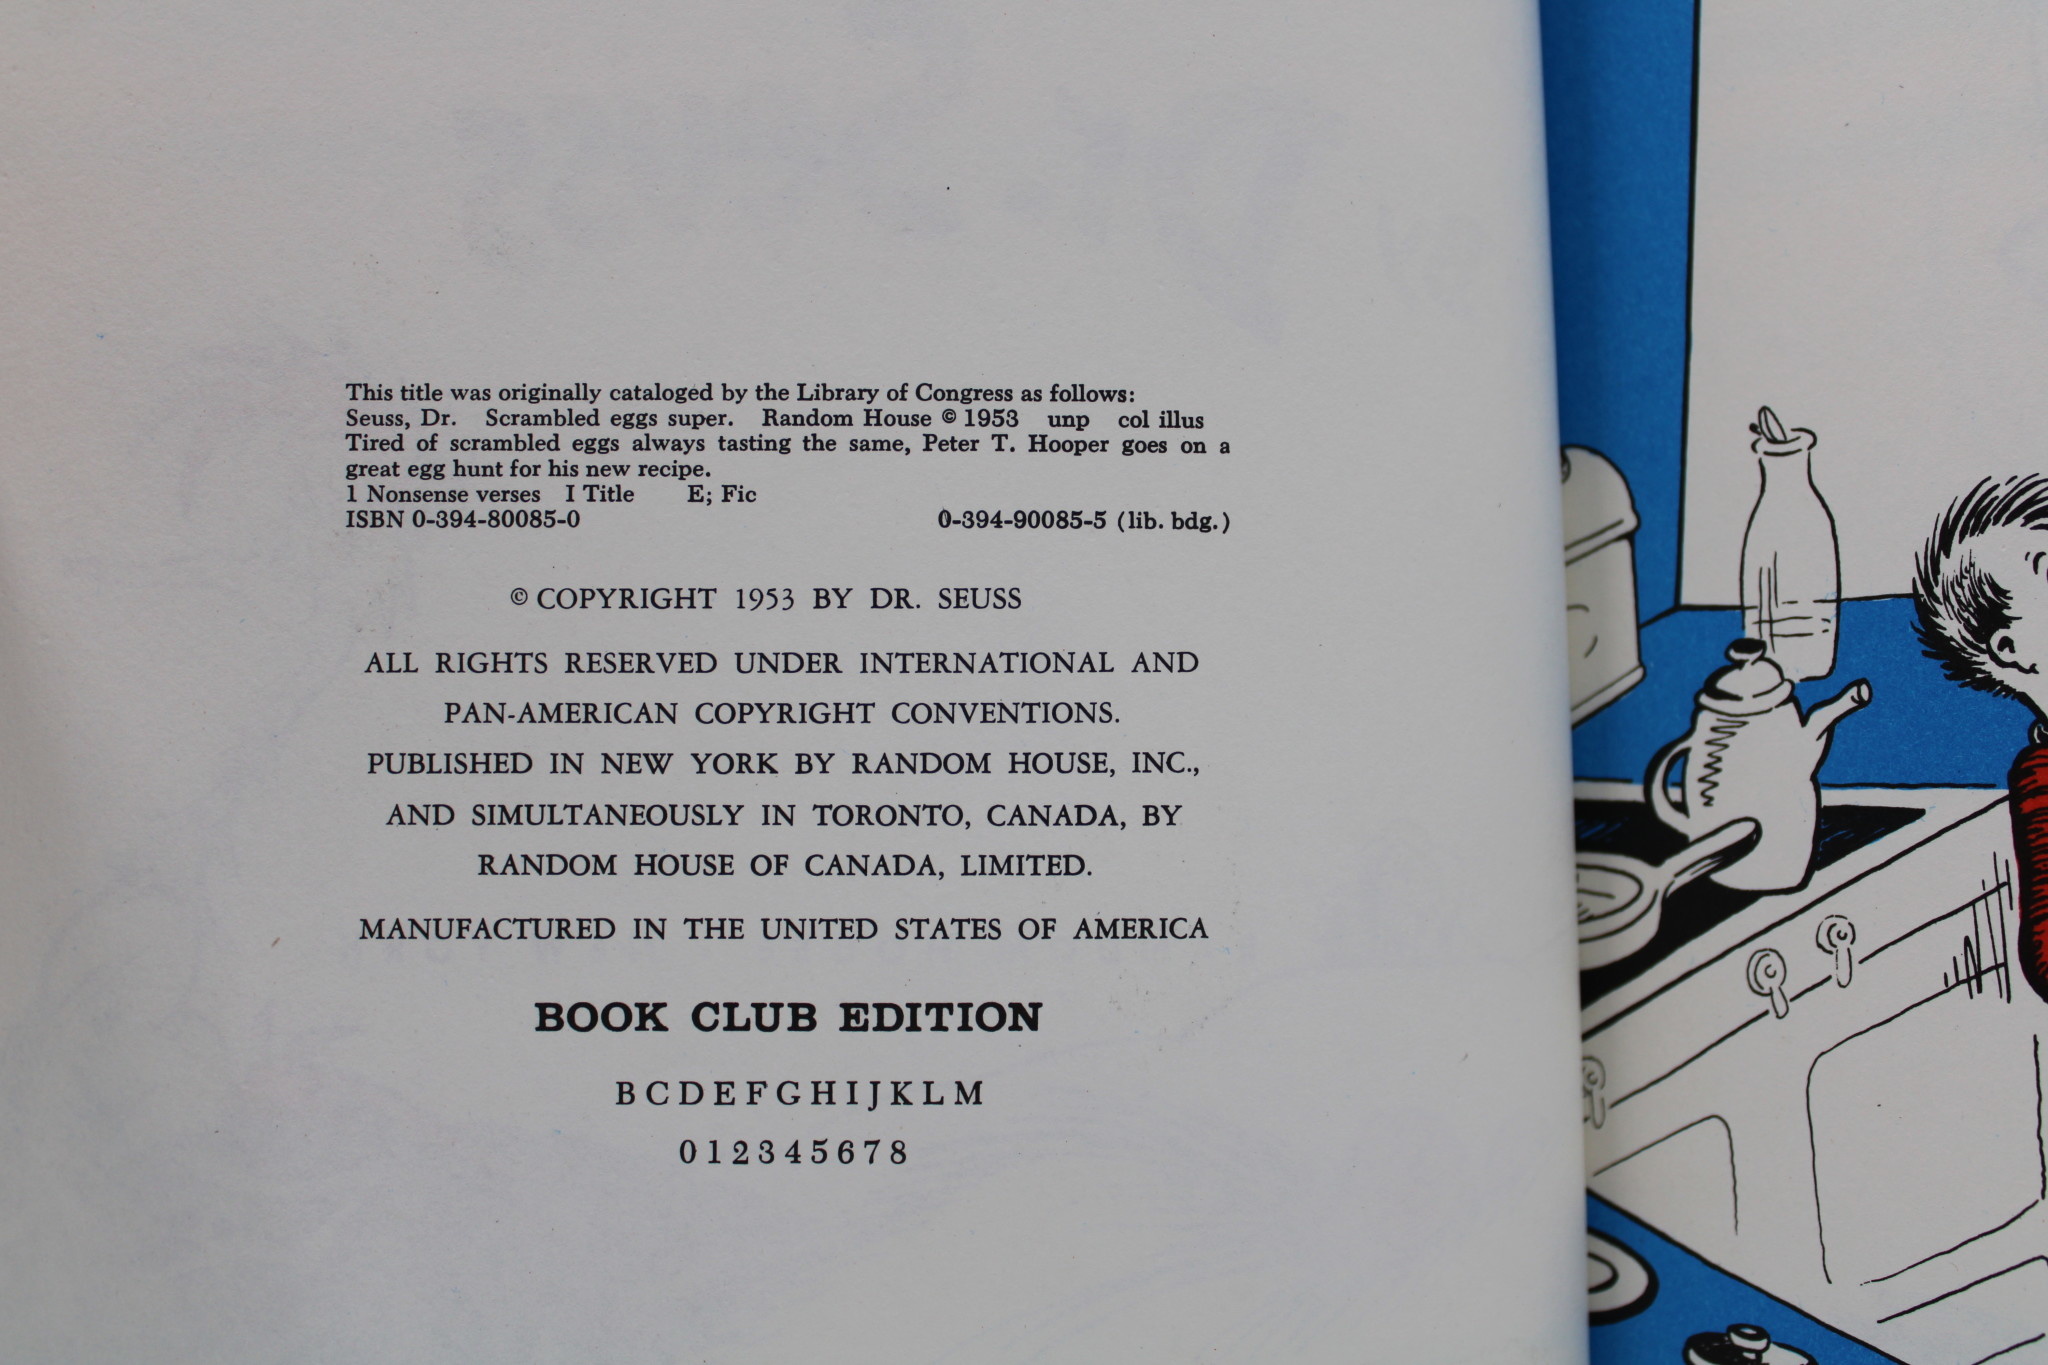 This title was originally cataloged by the Library of Congress as follows:
Seuss, Dr. Scrambled eggs super. Random House © 1953 unp col illus
Tired of scrambled eggs always tasting the same, Peter T. Hooper goes on a
great egg hunt for his new recipe.
1 Nonsense verses I Title E; Fic
ISBN 0-394-80085-0 0-394-90085-5 (lib. bdg.)
© COPYRIGHT 1953 BY DR. SEUSS
ALL RIGHTS RESERVED UNDER INTERNATIONAL AND
PAN-AMERICAN COPYRIGHT CONVENTIONS.
PUBLISHED IN NEW YORK BY RANDOM HOUSE, INC.,
AND SIMULTANEOUSLY IN TORONTO, CANADA, BY
RANDOM HOUSE OF CANADA, LIMITED.
MANUFACTURED IN THE UNITED STATES OF AMERICA
BOOK CLUB EDITION
B C D E F G H I J K L M
0 1 2 3 4 5 6 7 8